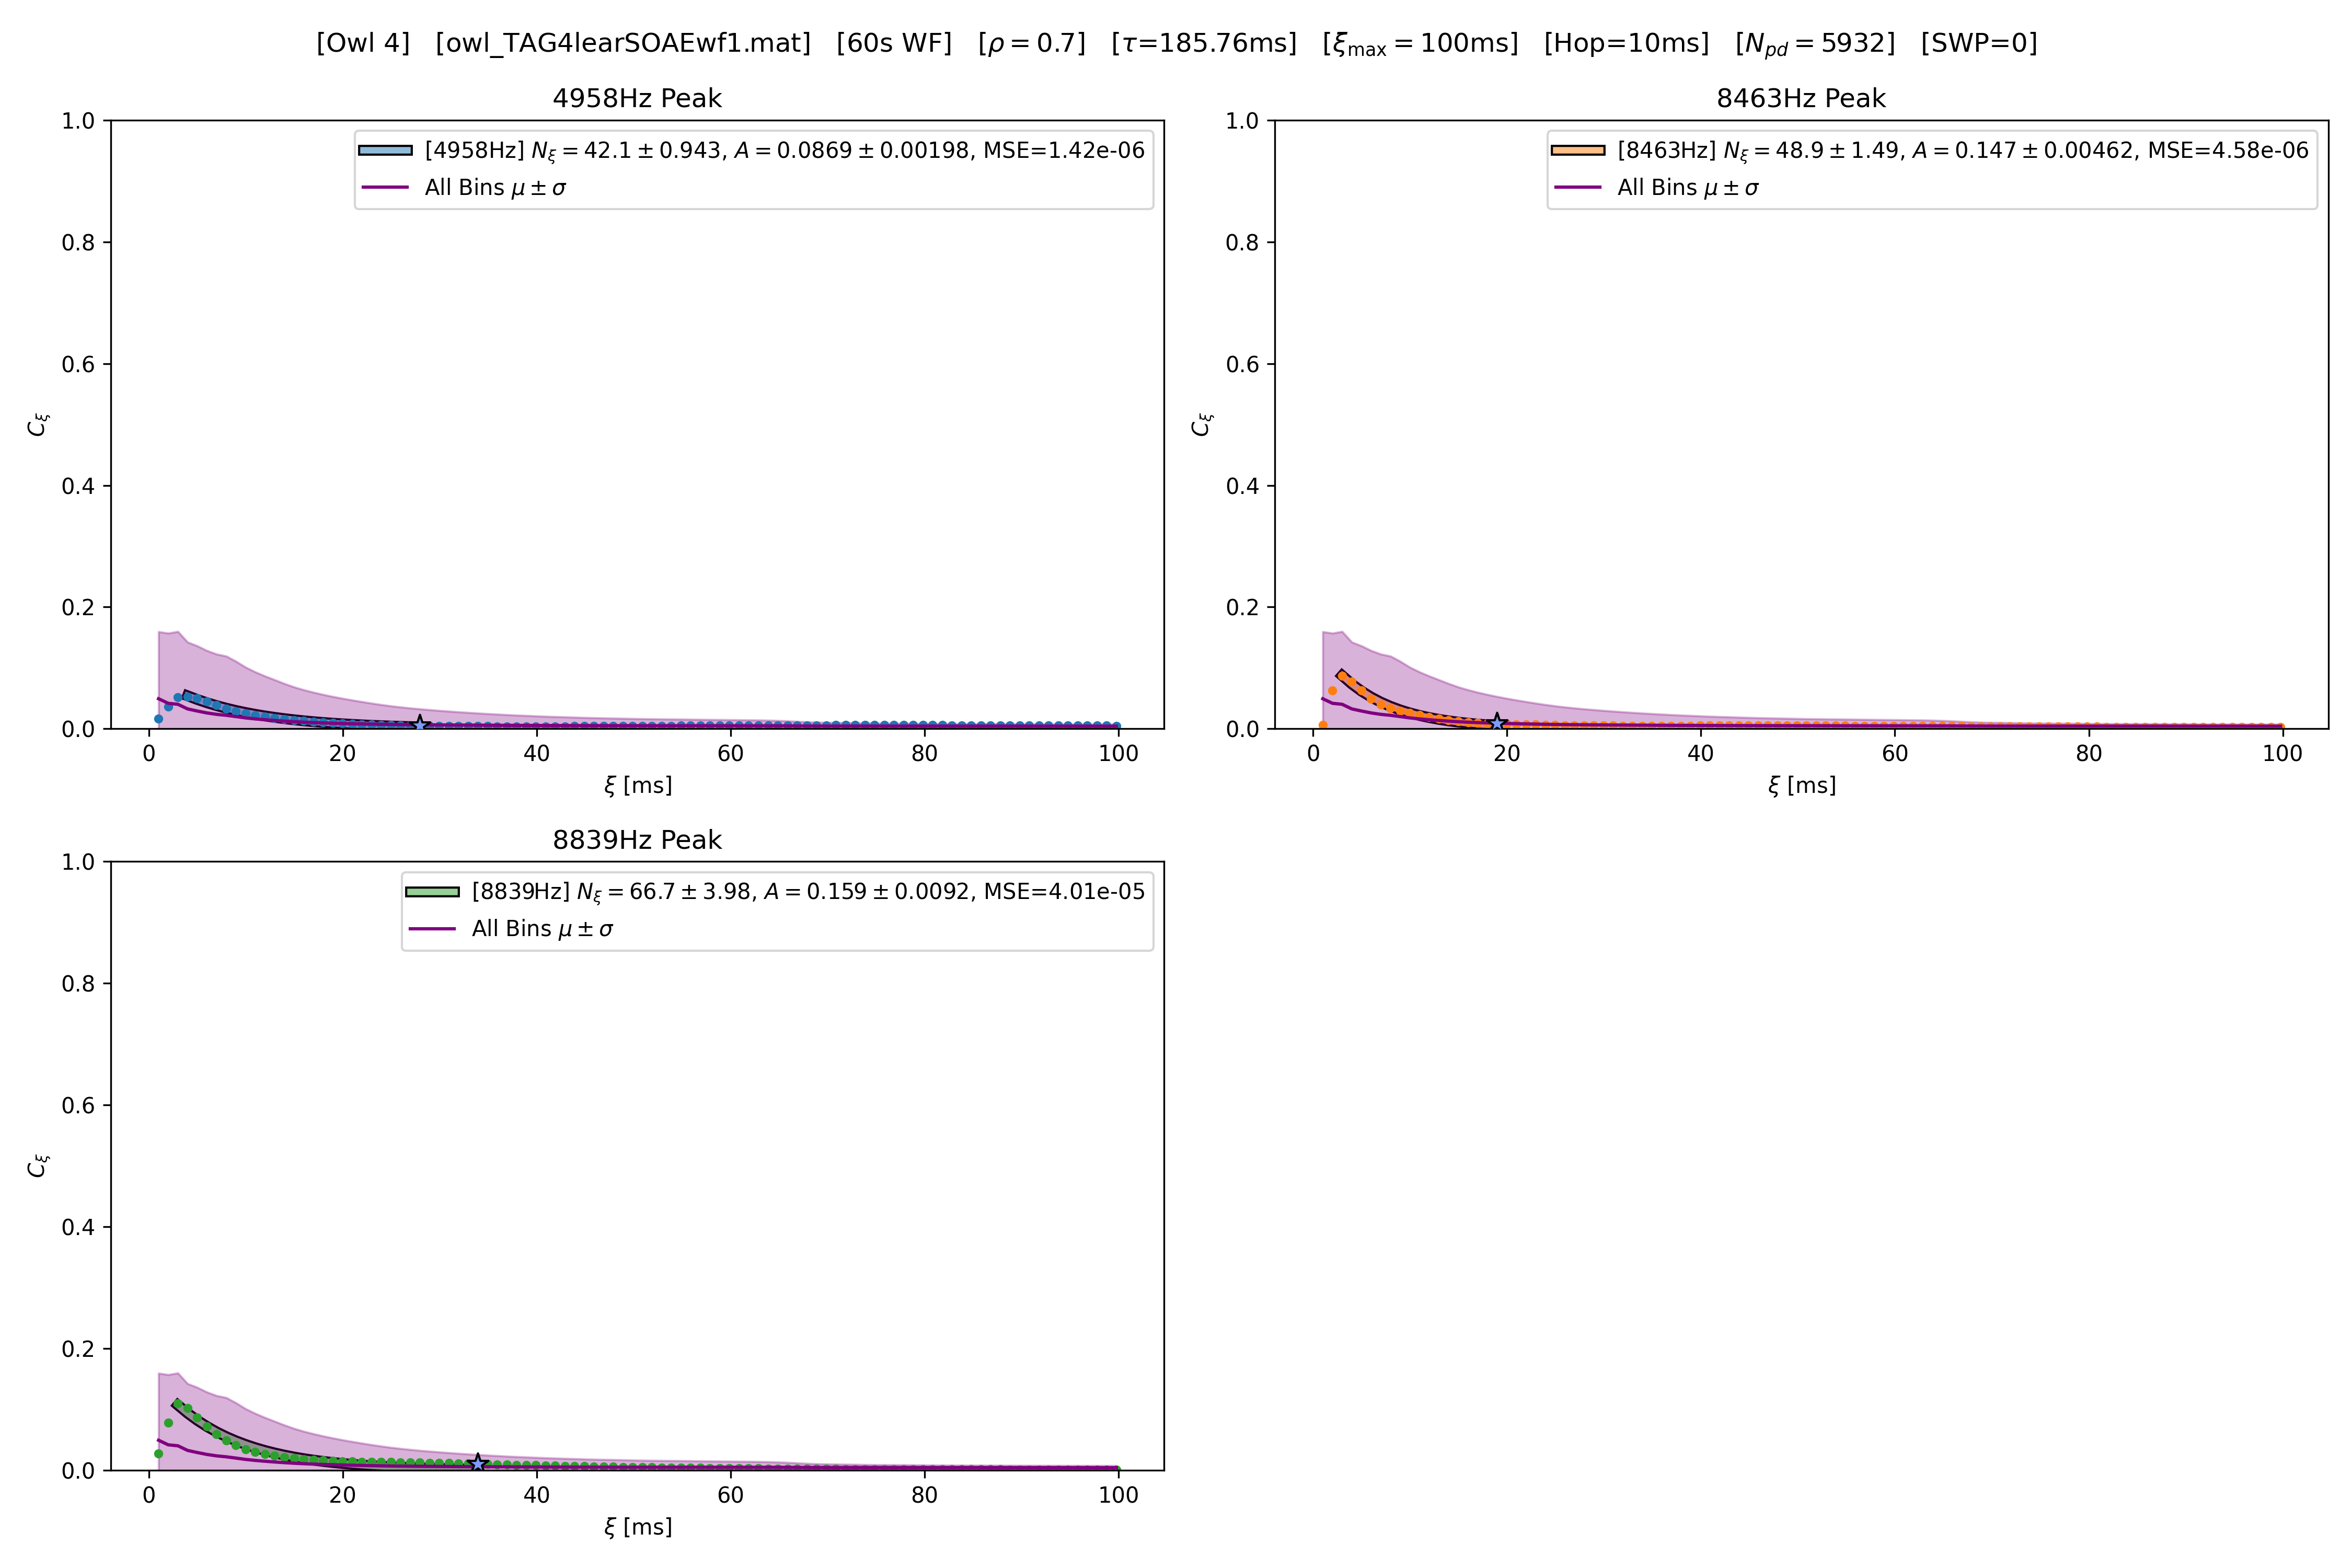 [Owl 4] [owl_TAG4learSOAEwf1.mat] [60s WF] [ρ = 0.7] [τ=185.76ms] [ξmax = 100ms] [Hop=10ms] [Npd = 5932] [SWP=0]
4958Hz Peak
[4958Hz] Nξ = 42.1 ± 0.943, A = 0.0869 ± 0.00198, MSE=1.42e-06
All Bins μ ± σ
1.0
0.8
0.6
0.4
0.2
0.0
Cξ
0 20 40 60 80 100
ξ [ms]
8463Hz Peak
[8463Hz] Nξ = 48.9 ± 1.49, A = 0.147 ± 0.00462, MSE=4.58e-06
All Bins μ ± σ
1.0
0.8
0.6
0.4
0.2
0.0
Cξ
0 20 40 60 80 100
ξ [ms]
8839Hz Peak
[8839Hz] Nξ = 66.7 ± 3.98, A = 0.159 ± 0.0092, MSE=4.01e-05
All Bins μ ± σ
1.0
0.8
0.6
0.4
0.2
0.0
Cξ
0 20 40 60 80 100
ξ [ms]